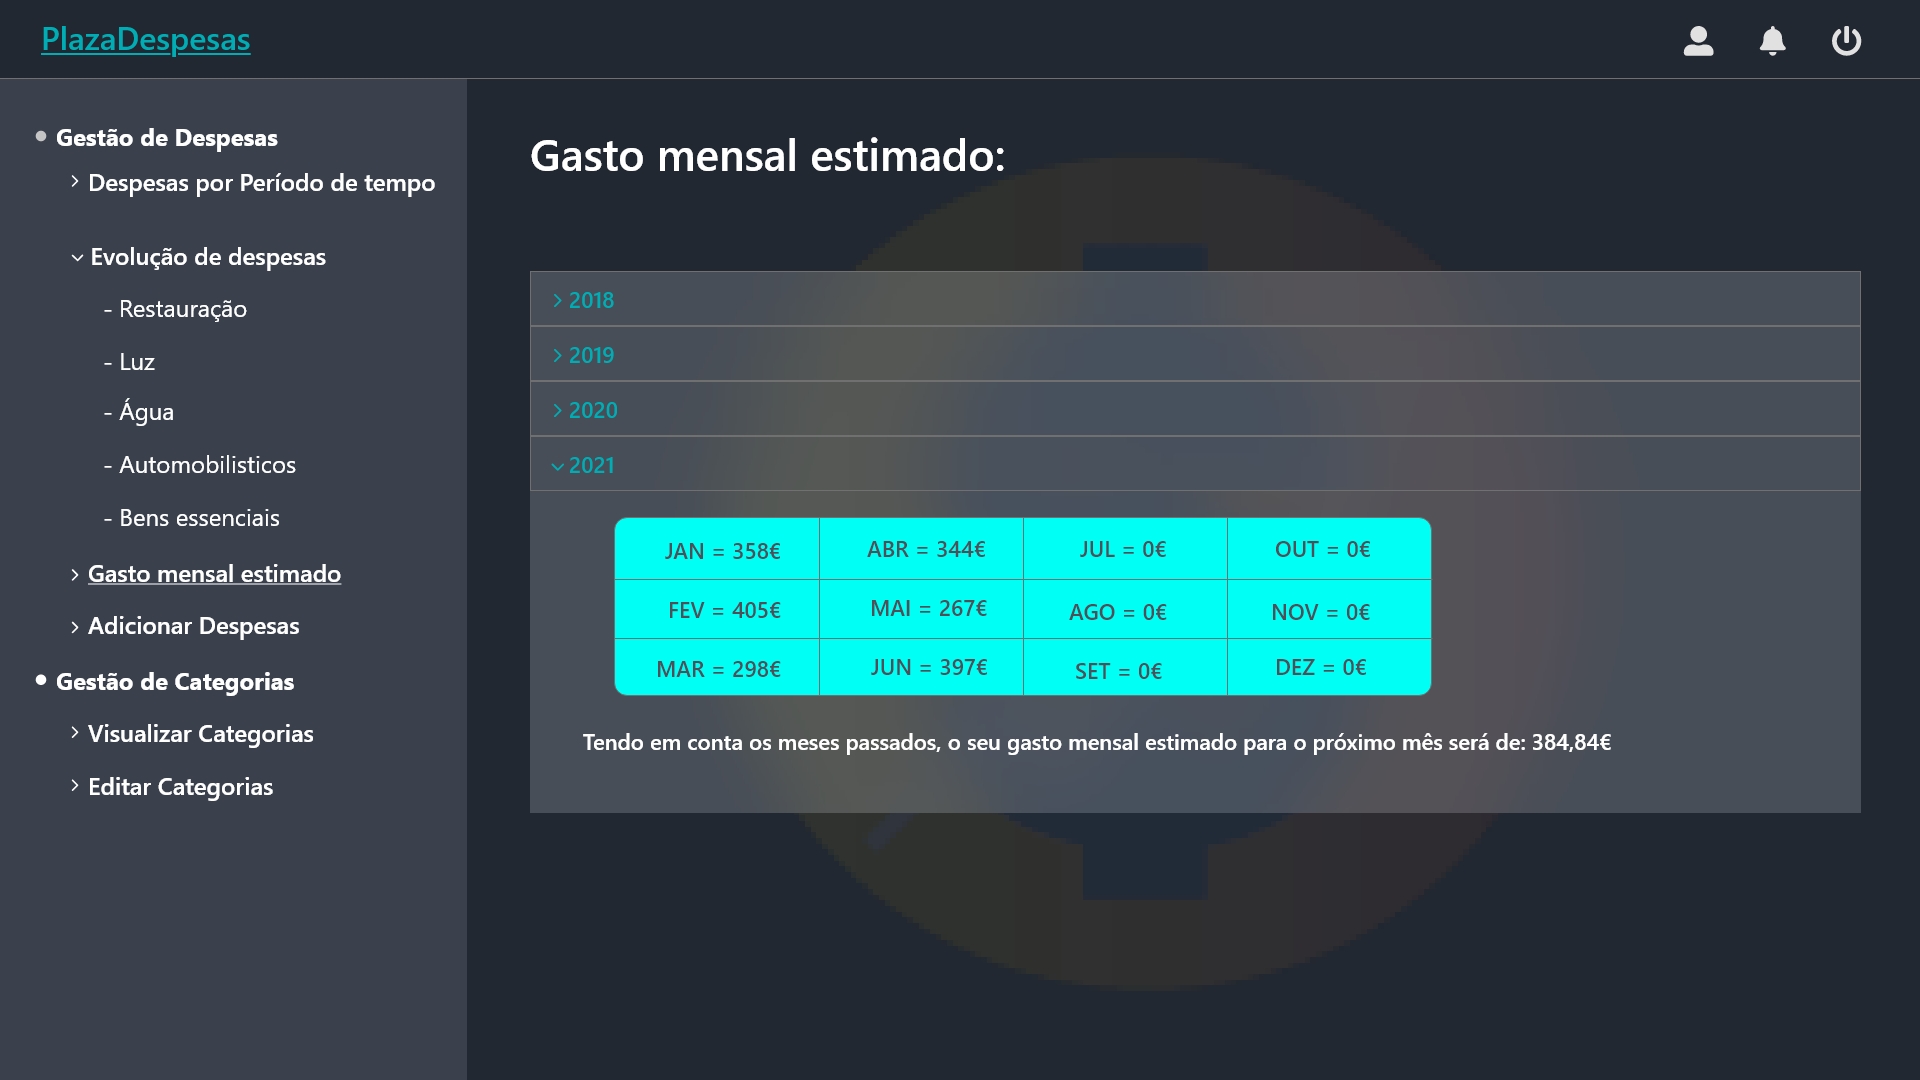 PlazaDespesas
Gestão de Despesas
Despesas por Período de tempo
Evolução de despesas
- Restauração
- Luz
- Água
- Automobilisticos
- Bens essenciais
Gasto mensal estimado
Adicionar Despesas
Gestão de Categorias
Visualizar Categorias
Editar Categorias
Gasto mensal estimado:
2018
2019
2020
2021
JAN = 358€ ABR = 344€ JUL = 0€ OUT = 0€
FEV = 405€ MAI = 267€ AGO = 0€ NOV = 0€
MAR = 298€ JUN = 397€ SET = 0€ DEZ = 0€
Tendo em conta os meses passados, o seu gasto mensal estimado para o próximo mês será de: 384,84€